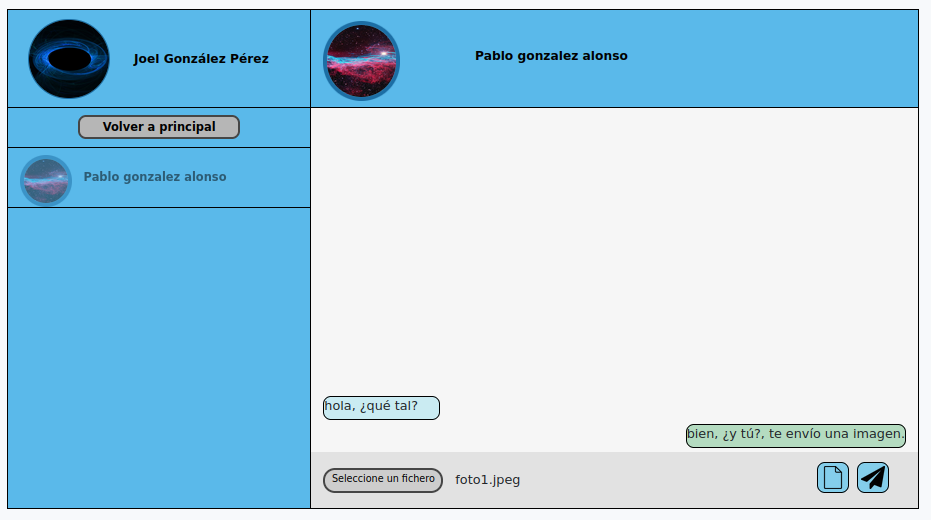 Joel González Pérez
Pablo gonzalez alonso
Volver a principal
Pablo gonzalez alonso
hola, ¿qué tal?
bien, ¿y tú?, te envío una imagen.
Seleccione un fichero
foto1.jpeg